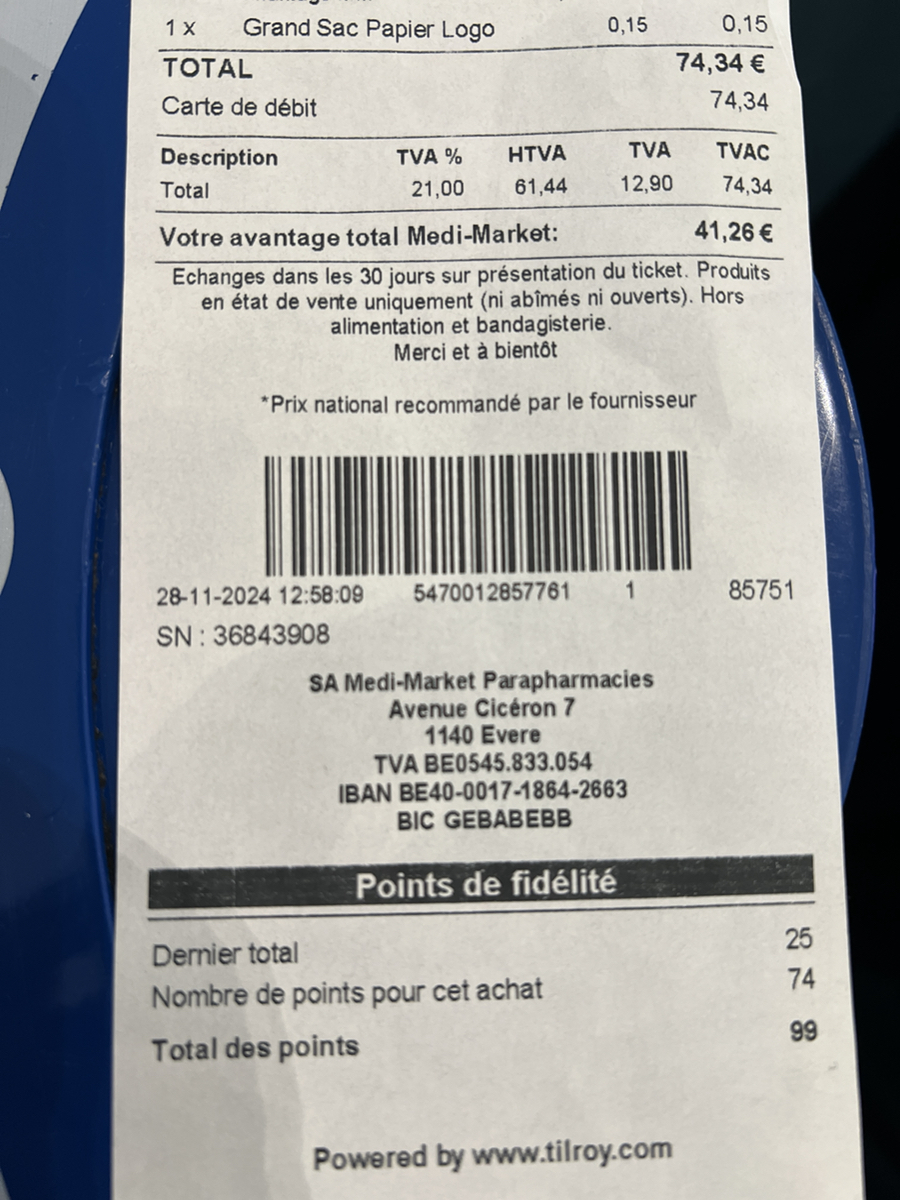 1 x Grand Sac Papier Logo 0,15 0,15
TOTAL 74,34 €
Carte de débit 74,34
Description TVA % HTVA TVA TVAC
Total 21,00 61,44 12,90 74,34
Votre avantage total Medi-Market: 41,26 €
Echanges dans les 30 jours sur présentation du ticket. Produits
en état de vente uniquement (ni abîmés ni ouverts). Hors
alimentation et bandagisterie.
Merci et à bientôt
*Prix national recommandé par le fournisseur
28-11-2024 12:58:09 5470012857761 1 85751
SN : 36843908
SA Medi-Market Parapharmacies
Avenue Cicéron 7
1140 Evere
TVA BE0545.833.054
IBAN BE40-0017-1864-2663
BIC GEBABEBB
Points de fidélité
Dernier total 25
Nombre de points pour cet achat 74
Total des points 99
Powered by www.tilroy.com